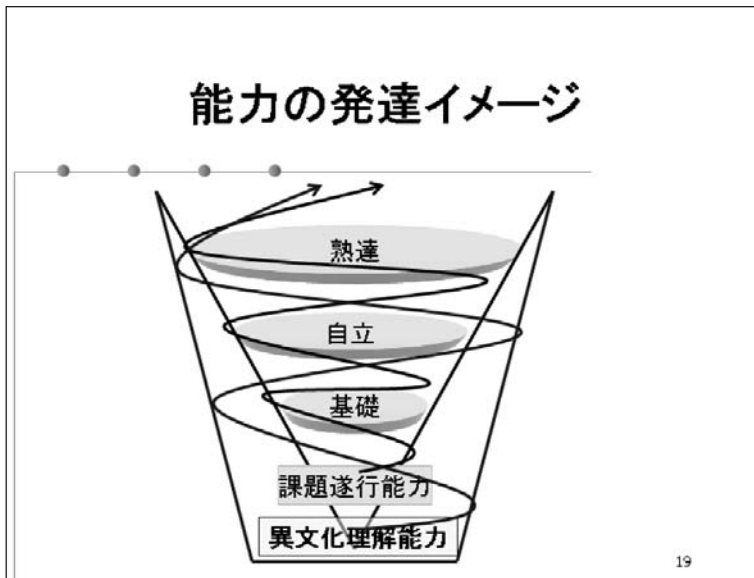 能力の発達イメージ
熟達
自立
基礎
課題遂行能力
異文化理解能力
19